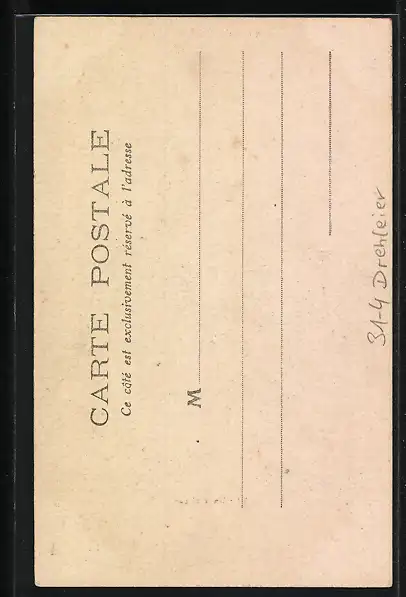 CARTE POSTALE
Ce côté est exclusivement réservé à l'adresse
M
31-4 Drehleier